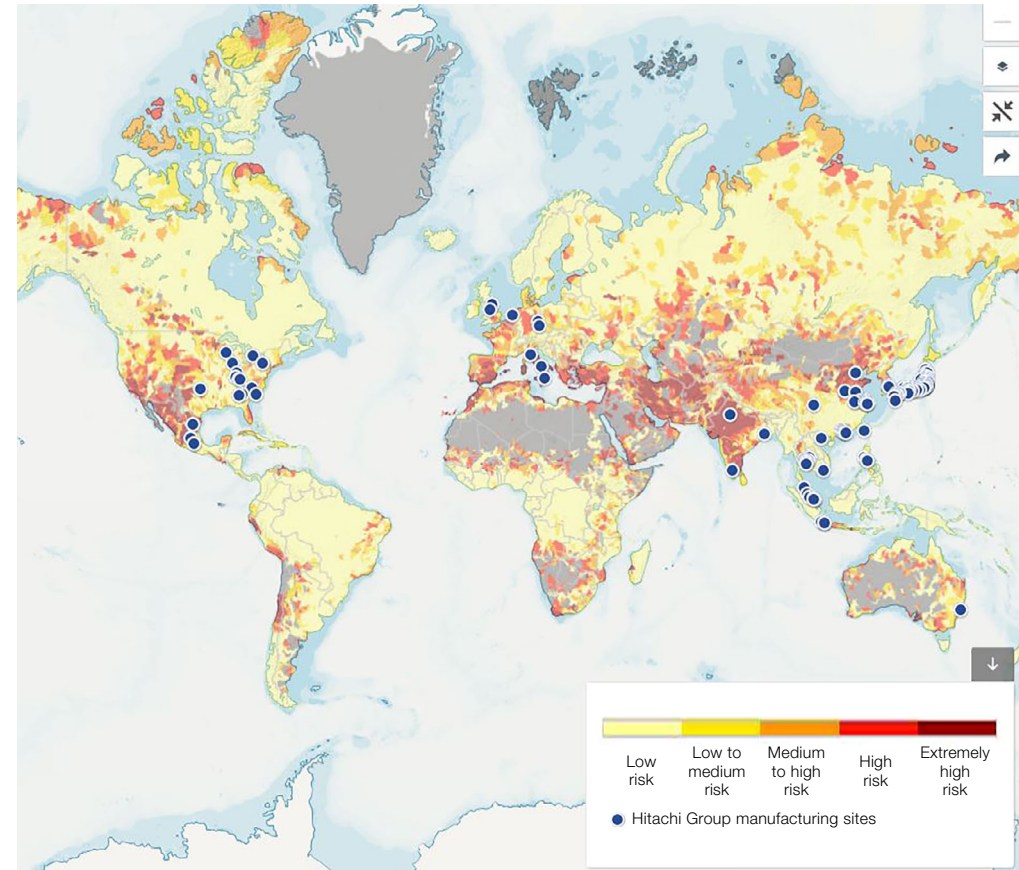 Low
risk
Low to
medium
risk
Medium
to high
risk
High
risk
Extremely
high
risk
Hitachi Group manufacturing sites